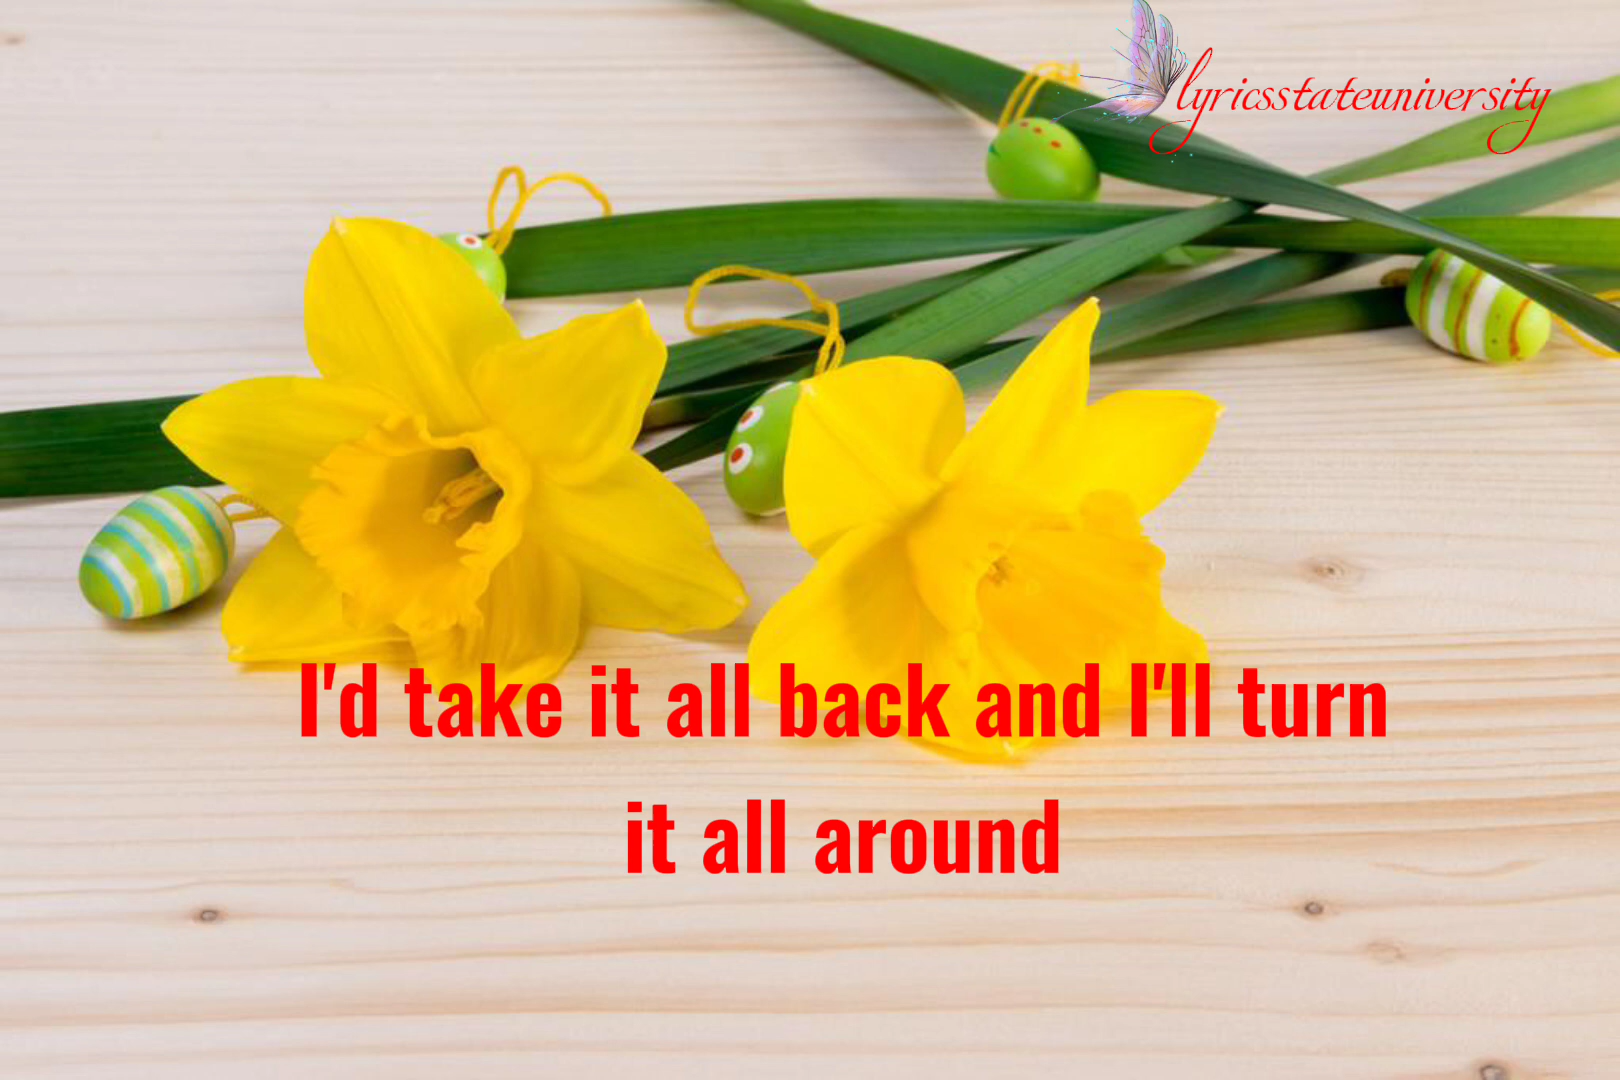 lyricsstateuniversity
I'd take it all back and I'll turn
it all around